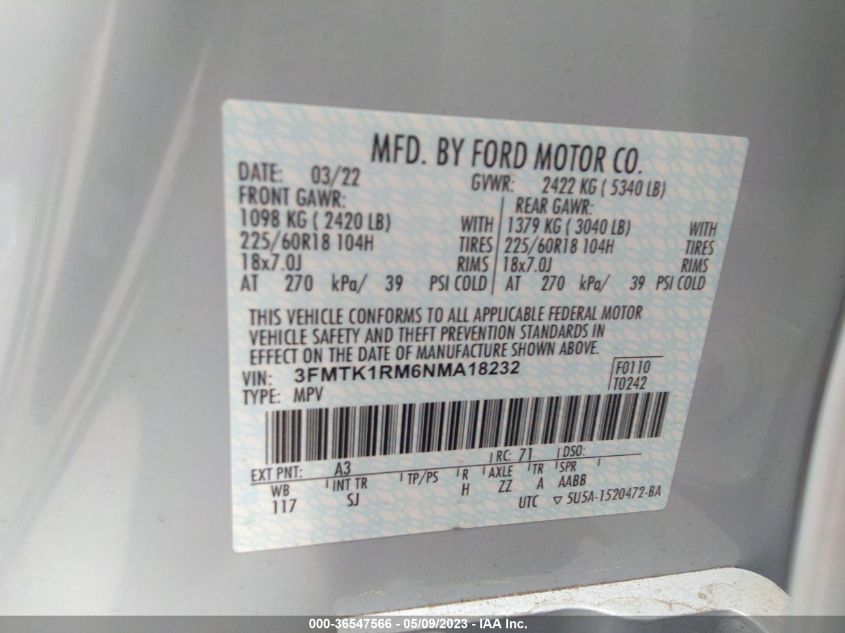 MFD. BY FORD MOTOR CO.
DATE: 03/22 GVWR: 2422 KG ( 5340 LB)
FRONT GAWR: REAR GAWR:
1098 KG ( 2420 LB) WITH 1379 KG ( 3040 LB) WITH
225/60R18 104H TIRES 225/60R18 104H TIRES
18x7.0J RIMS 18x7.0J RIMS
AT 270 kPa/ 39 PSI COLD AT 270 kPa/ 39 PSI COLD
THIS VEHICLE CONFORMS TO ALL APPLICABLE FEDERAL MOTOR
VEHICLE SAFETY AND THEFT PREVENTION STANDARDS IN
EFFECT ON THE DATE OF MANUFACTURE SHOWN ABOVE.
VIN: 3FMTK1RM6NMA18232 F0110
TYPE: MPV T0242
EXT PNT: A3 RC: 71 DSO:
WB INT TR TP/PS R AXLE TR SPR
117 SJ H ZZ A AABB
UTC ▽ 5U5A-1520472-BA
000-36547566 - 05/09/2023 - IAA Inc.